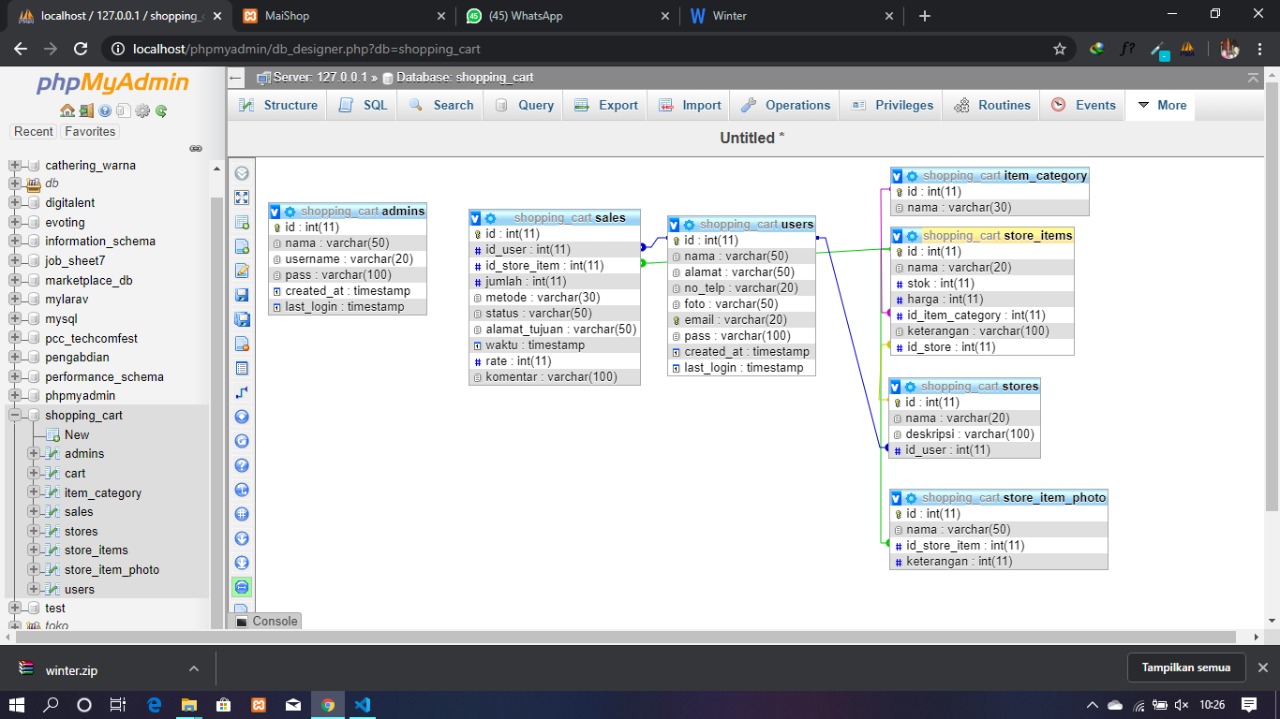 localhost / 127.0.0.1 / shopping_
MaiShop
(45) WhatsApp
Winter
localhost/phpmyadmin/db_designer.php?db=shopping_cart
phpMyAdmin
Recent
Favorites
cathering_warna
db
digitalent
evoting
information_schema
job_sheet7
marketplace_db
mylarav
mysql
pcc_techcomfest
pengabdian
performance_schema
phpmyadmin
shopping_cart
New
admins
cart
item_category
sales
stores
store_items
store_item_photo
users
test
toko
Server: 127.0.0.1 » Database: shopping_cart
Structure
SQL
Search
Query
Export
Import
Operations
Privileges
Routines
Events
More
Untitled *
shopping_cart admins
id : int(11)
nama : varchar(50)
username : varchar(20)
pass : varchar(100)
created_at : timestamp
last_login : timestamp
shopping_cart sales
id : int(11)
id_user : int(11)
id_store_item : int(11)
jumlah : int(11)
metode : varchar(30)
status : varchar(50)
alamat_tujuan : varchar(50)
waktu : timestamp
rate : int(11)
komentar : varchar(100)
shopping_cart users
id : int(11)
nama : varchar(50)
alamat : varchar(50)
no_telp : varchar(20)
foto : varchar(50)
email : varchar(20)
pass : varchar(100)
created_at : timestamp
last_login : timestamp
shopping_cart item_category
id : int(11)
nama : varchar(30)
shopping_cart store_items
id : int(11)
nama : varchar(20)
stok : int(11)
harga : int(11)
id_item_category : int(11)
keterangan : varchar(100)
id_store : int(11)
shopping_cart stores
id : int(11)
nama : varchar(20)
deskripsi : varchar(100)
id_user : int(11)
shopping_cart store_item_photo
id : int(11)
nama : varchar(50)
id_store_item : int(11)
keterangan : int(11)
Console
winter.zip
Tampilkan semua
10:26